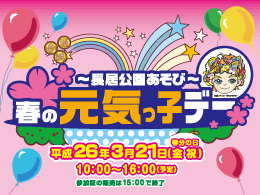 ～長居公園あそび～
春の元気っ子デー
春分の日
平成26年3月21日(金・祝)
10:00～16:00(予定)
参加証の販売は15:00で終了